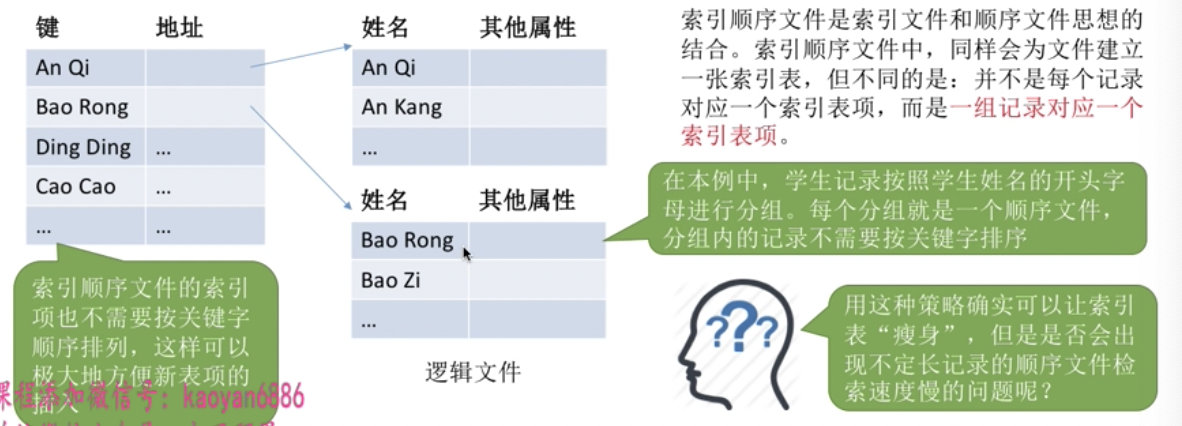 键 地址
An Qi
Bao Rong
Ding Ding ...
Cao Cao ...
... ...
索引顺序文件的索引
项也不需要按关键字
顺序排列，这样可以
极大地方便新表项的
插入
课程添加微信号：kaoyan6886
姓名 其他属性
An Qi
An Kang
...
姓名 其他属性
Bao Rong
Bao Zi
...
逻辑文件
索引顺序文件是索引文件和顺序文件思想的
结合。索引顺序文件中，同样会为文件建立
一张索引表，但不同的是：并不是每个记录
对应一个索引表项，而是一组记录对应一个
索引表项。
在本例中，学生记录按照学生姓名的开头字
母进行分组。每个分组就是一个顺序文件，
分组内的记录不需要按关键字排序
???
用这种策略确实可以让索引
表“瘦身”，但是是否会出
现不定长记录的顺序文件检
索速度慢的问题呢？